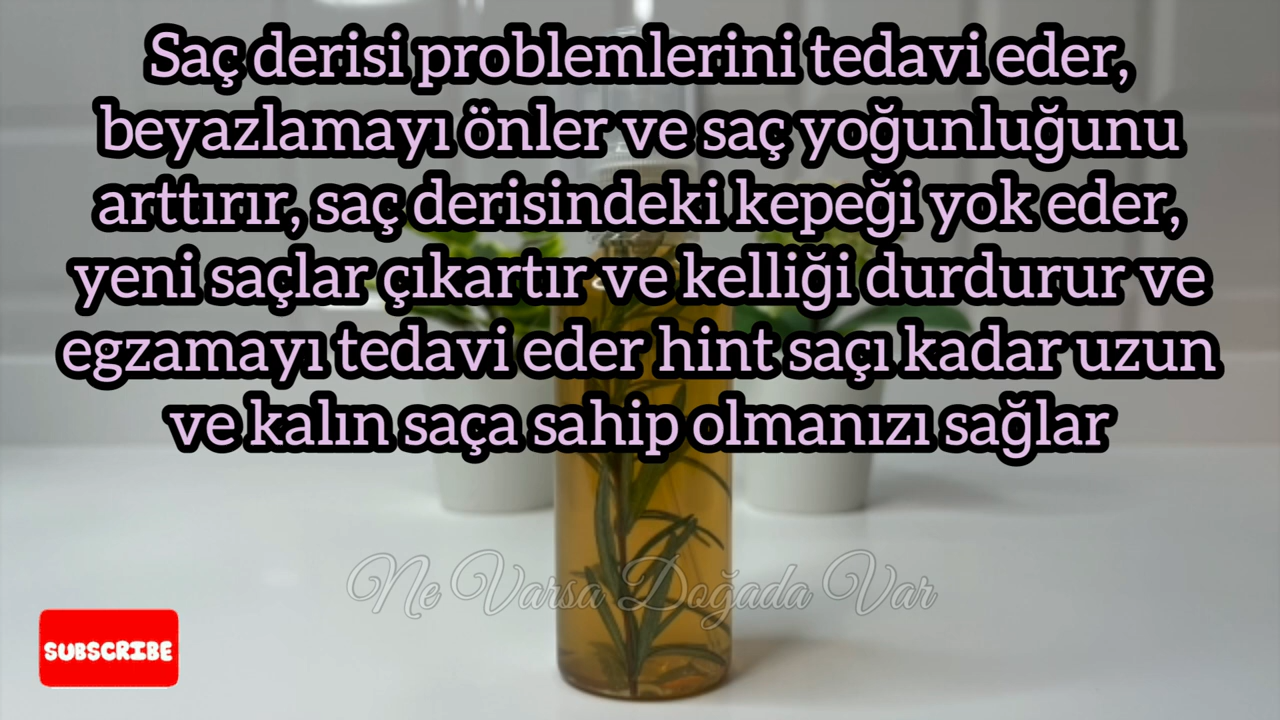 Saç derisi problemlerini tedavi eder,
beyazlamayı önler ve saç yoğunluğunu
arttırır, saç derisindeki kepeği yok eder,
yeni saçlar çıkartır ve kelliği durdurur ve
egzamayı tedavi eder hint saçı kadar uzun
ve kalın saça sahip olmanızı sağlar
Ne Varsa Doğada Var
SUBSCRIBE